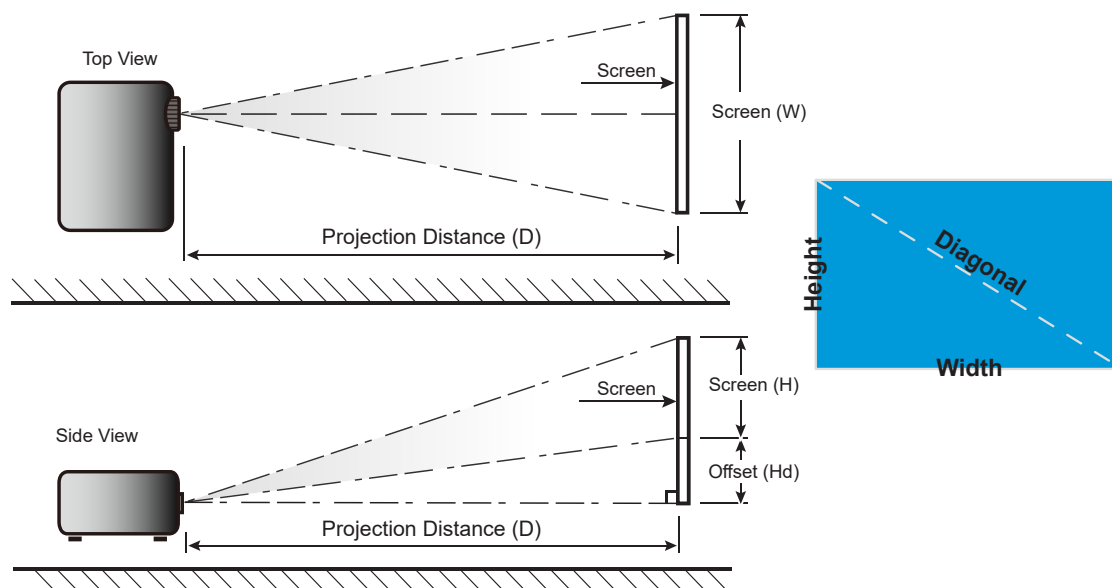 Top View
Screen
Screen (W)
Projection Distance (D)
Height
Diagonal
Width
Screen (H)
Screen
Side View
Offset (Hd)
Projection Distance (D)